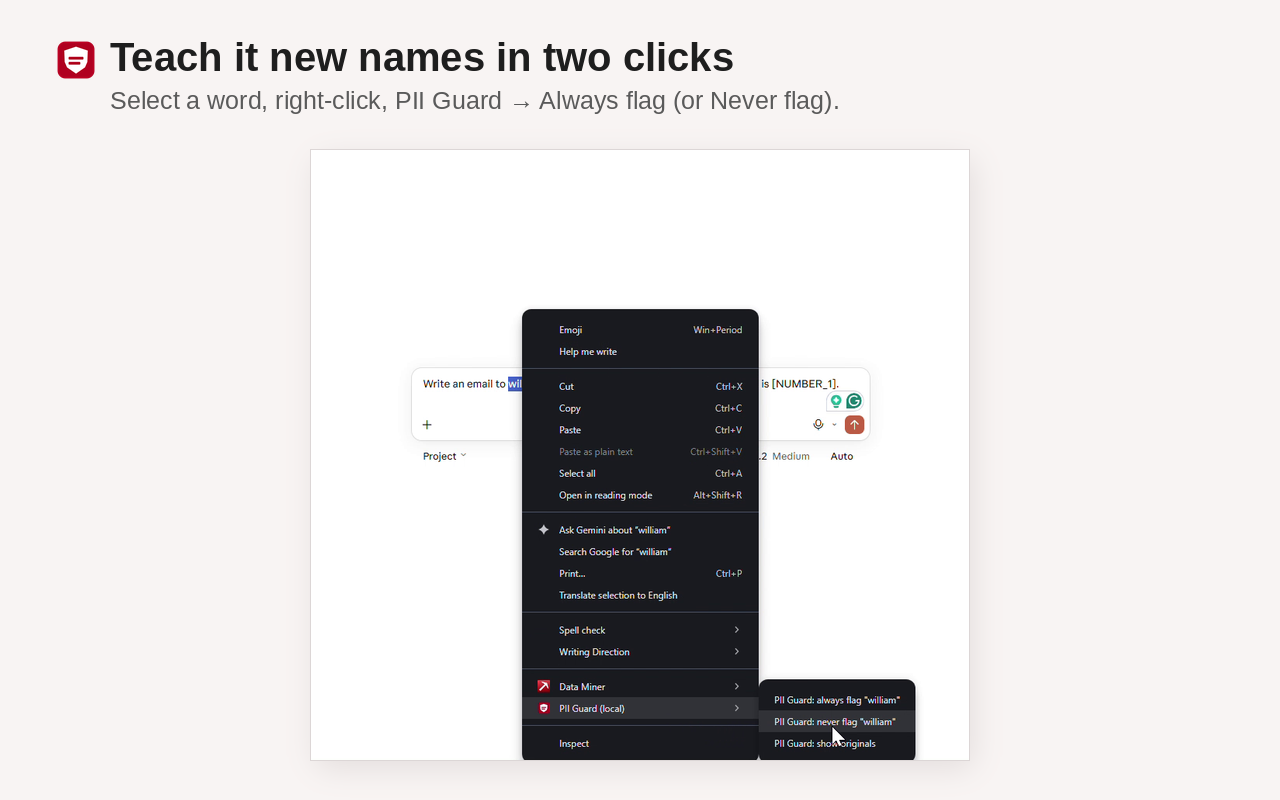 Teach it new names in two clicks
Select a word, right-click, PII Guard → Always flag (or Never flag).
Emoji Win+Period
Help me write
Write an email to wil is [NUMBER_1].
Cut Ctrl+X
Copy Ctrl+C
Paste Ctrl+V
Paste as plain text Ctrl+Shift+V
Project .2 Medium Auto
Select all Ctrl+A
Open in reading mode Alt+Shift+R
Ask Gemini about "william"
Search Google for "william"
Print... Ctrl+P
Translate selection to English
Spell check
Writing Direction
Data Miner
PII Guard (local)
Inspect
PII Guard: always flag "william"
PII Guard: never flag "william"
PII Guard: show originals